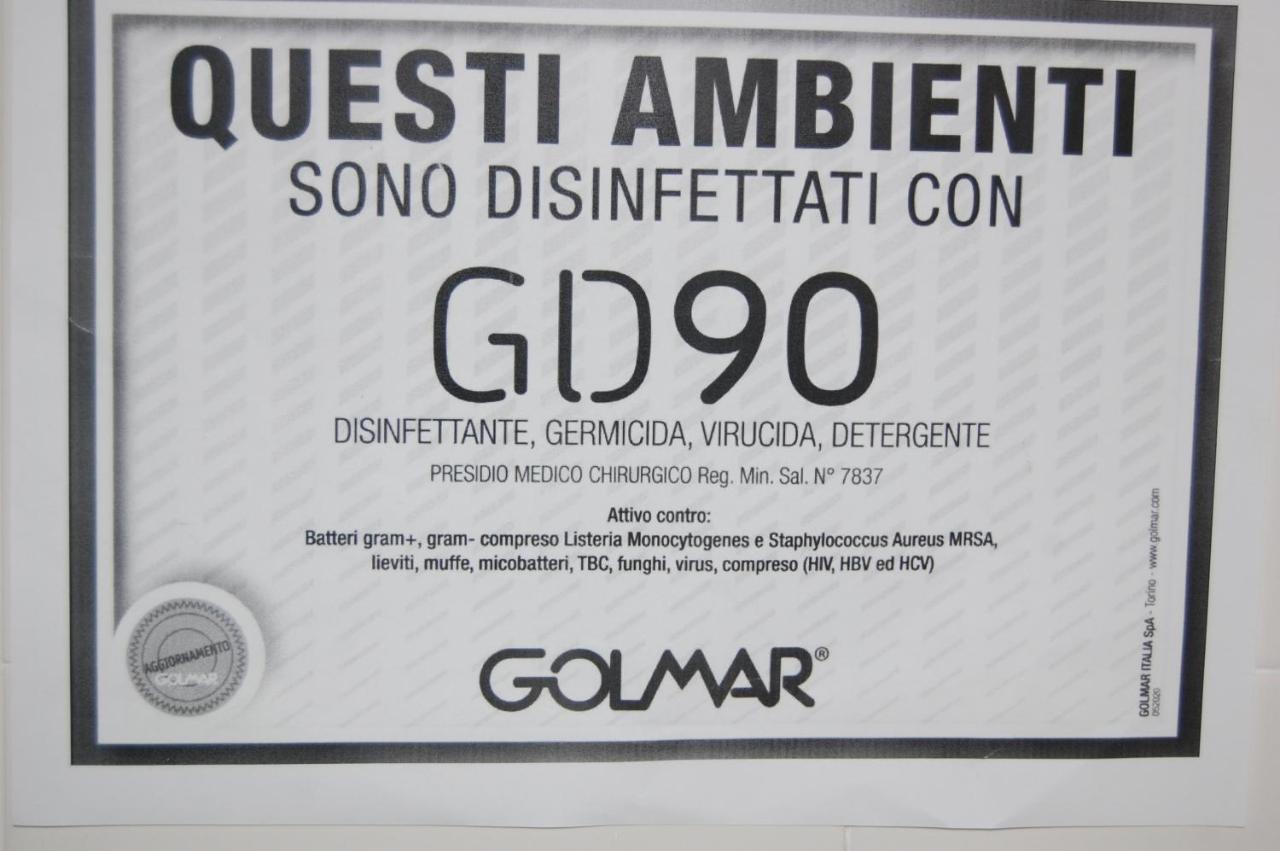 QUESTI AMBIENTI
SONO DISINFETTATI CON
GD90
DISINFETTANTE, GERMICIDA, VIRUCIDA, DETERGENTE
PRESIDIO MEDICO CHIRURGICO Reg. Min. Sal. N° 7837
Attivo contro:
Batteri gram+, gram- compreso Listeria Monocytogenes e Staphylococcus Aureus MRSA,
lieviti, muffe, micobatteri, TBC, funghi, virus, compreso (HIV, HBV ed HCV)
AGGIORNAMENTO
GOLMAR
GOLMAR®
GOLMAR ITALIA SpA - Torino - www.golmar.com
052020